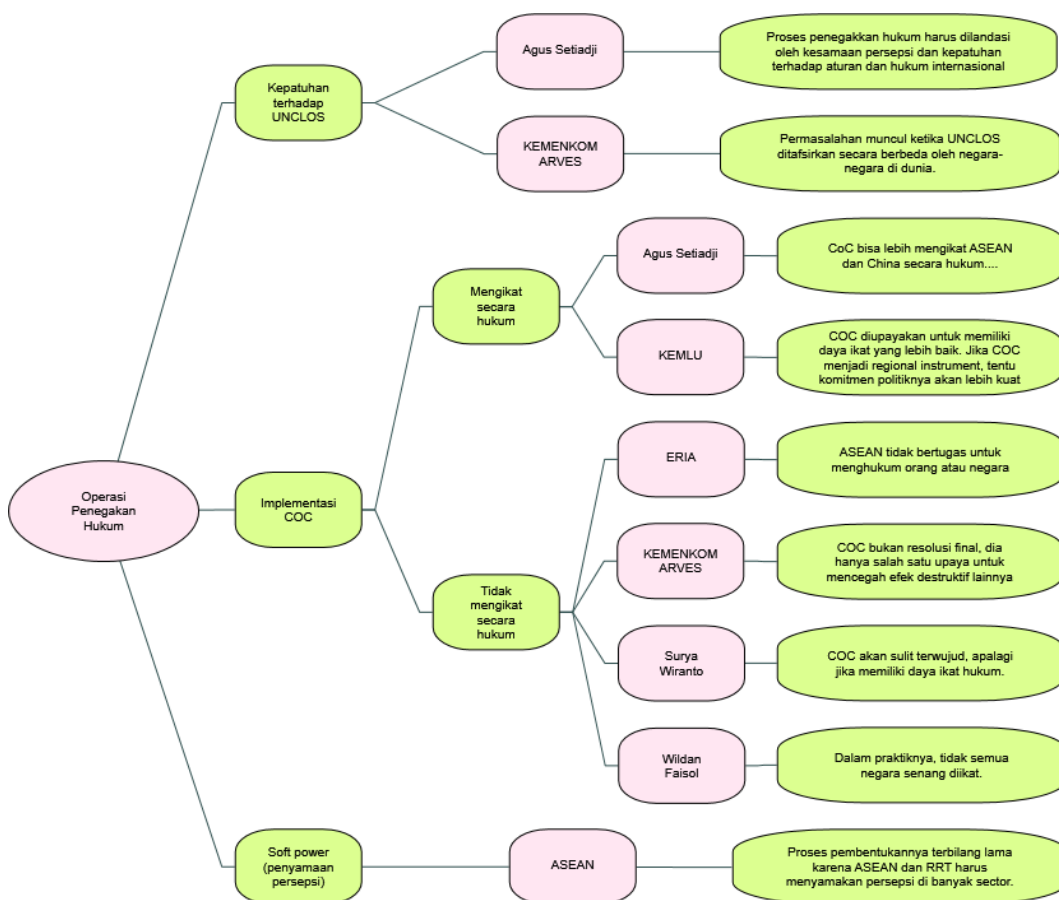 Agus Setiadji
Proses penegakkan hukum harus dilandasi
oleh kesamaan persepsi dan kepatuhan
terhadap aturan dan hukum internasional
Kepatuhan
terhadap
UNCLOS
KEMENKOM
ARVES
Permasalahan muncul ketika UNCLOS
ditafsirkan secara berbeda oleh negara-
negara di dunia.
Agus Setiadji
CoC bisa lebih mengikat ASEAN
dan China secara hukum....
Mengikat
secara
hukum
KEMLU
COC diupayakan untuk memiliki
daya ikat yang lebih baik. Jika COC
menjadi regional instrument, tentu
komitmen politiknya akan lebih kuat
ERIA
ASEAN tidak bertugas untuk
menghukum orang atau negara
Operasi
Penegakan
Hukum
Implementasi
COC
KEMENKOM
ARVES
COC bukan resolusi final, dia
hanya salah satu upaya untuk
mencegah efek destruktif lainnya
Tidak
mengikat
secara
hukum
Surya
Wiranto
COC akan sulit terwujud, apalagi
jika memiliki daya ikat hukum.
Wildan
Faisol
Dalam praktiknya, tidak semua
negara senang diikat.
Soft power
(penyamaan
persepsi)
ASEAN
Proses pembentukannya terbilang lama
karena ASEAN dan RRT harus
menyamakan persepsi di banyak sector.